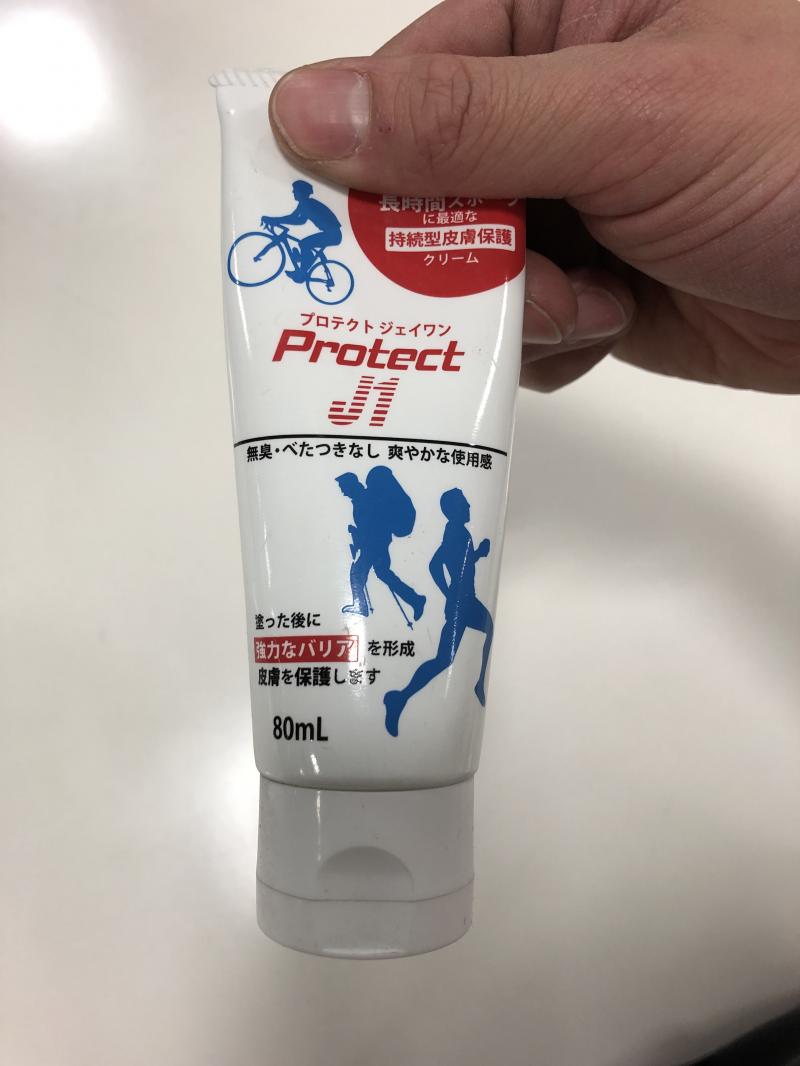 長時間スポーツ
に最適な
持続型皮膚保護
クリーム
プロテクト ジェイワン
Protect
J1
無臭・べたつきなし 爽やかな使用感
塗った後に
強力なバリアを形成
皮膚を保護します
80mL